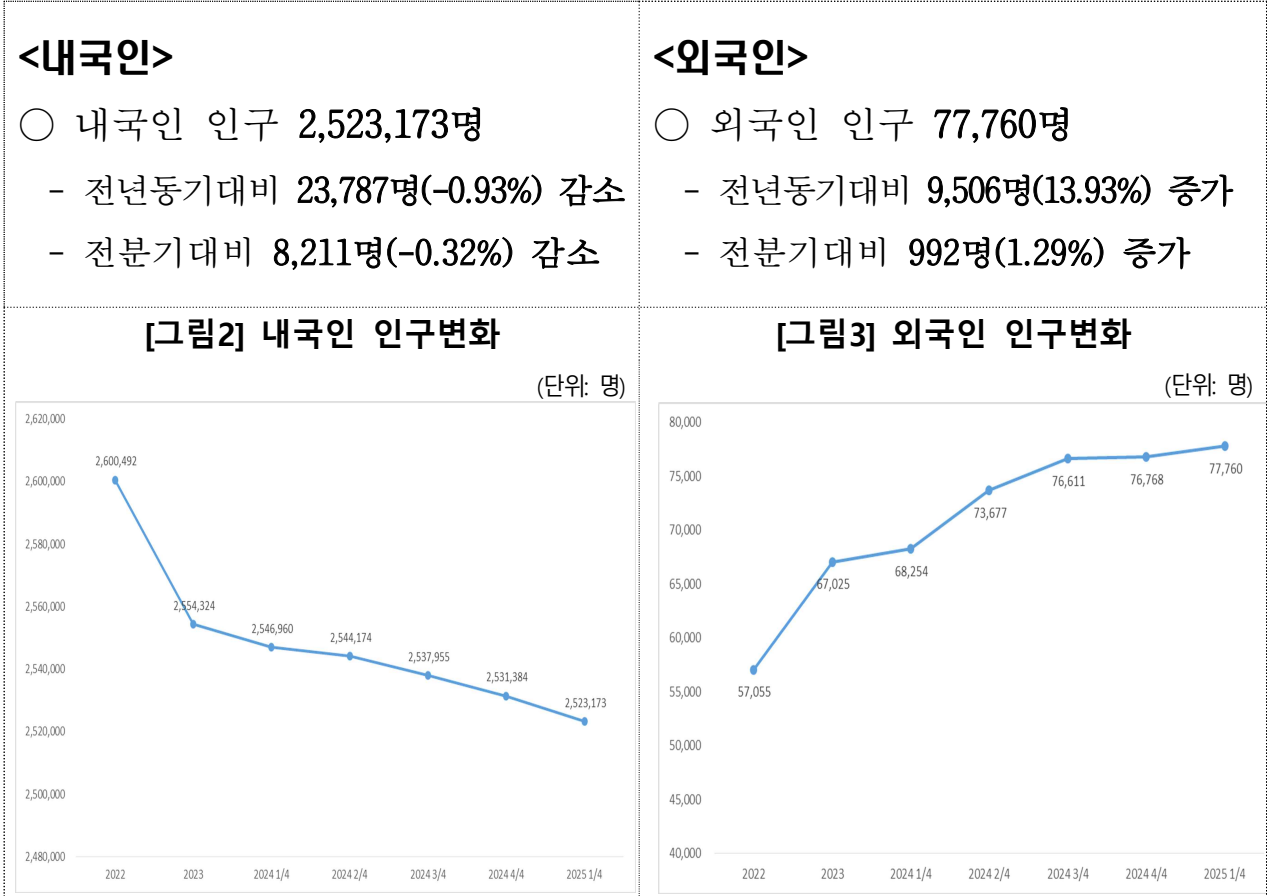 <내국인>
○ 내국인 인구 2,523,173명
- 전년동기대비 23,787명(-0.93%) 감소
- 전분기대비 8,211명(-0.32%) 감소
<외국인>
○ 외국인 인구 77,760명
- 전년동기대비 9,506명(13.93%) 증가
- 전분기대비 992명(1.29%) 증가
[그림2] 내국인 인구변화
(단위: 명)
2,620,000
2,600,000
2,580,000
2,560,000
2,540,000
2,520,000
2,500,000
2,480,000
2,600,492
2,554,324
2,546,960
2,544,174
2,537,955
2,531,384
2,523,173
2022 2023 2024 1/4 2024 2/4 2024 3/4 2024 4/4 2025 1/4
[그림3] 외국인 인구변화
(단위: 명)
80,000
75,000
70,000
65,000
60,000
55,000
50,000
45,000
40,000
57,055
67,025
68,254
73,677
76,611
76,768
77,760
2022 2023 2024 1/4 2024 2/4 2024 3/4 2024 4/4 2025 1/4